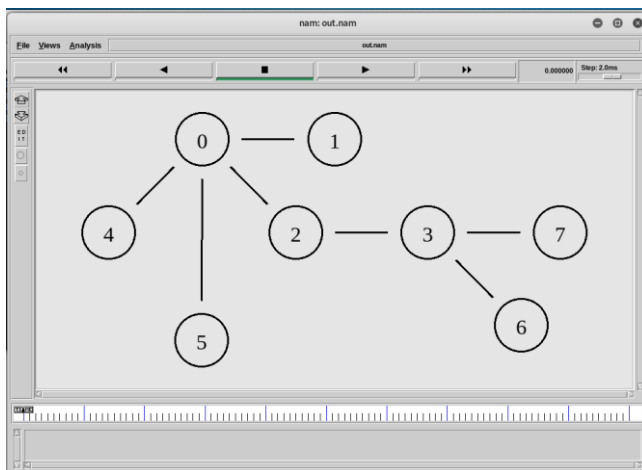 nam: out.nam
File Views Analysis out.nam
0.000000 Step: 2.0ms
0 1
4 2 3 7
6
5